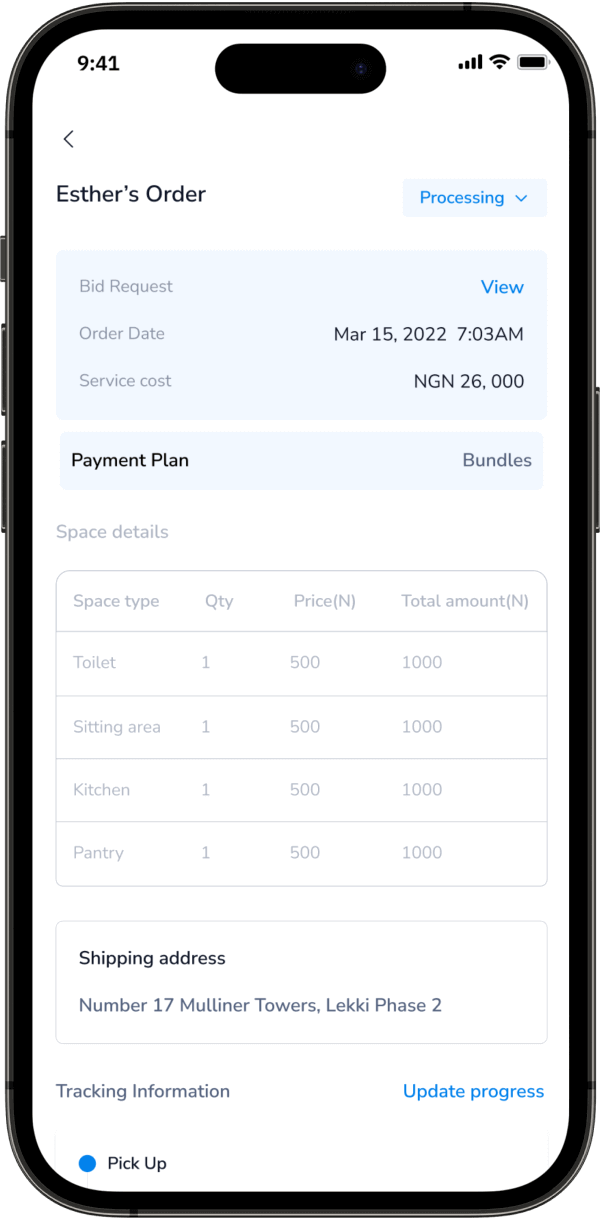 9:41
Esther’s Order
Processing
Bid Request View
Order Date Mar 15, 2022 7:03AM
Service cost NGN 26, 000
Payment Plan Bundles
Space details
Space type Qty Price(N) Total amount(N)
Toilet 1 500 1000
Sitting area 1 500 1000
Kitchen 1 500 1000
Pantry 1 500 1000
Shipping address
Number 17 Mulliner Towers, Lekki Phase 2
Tracking Information Update progress
Pick Up